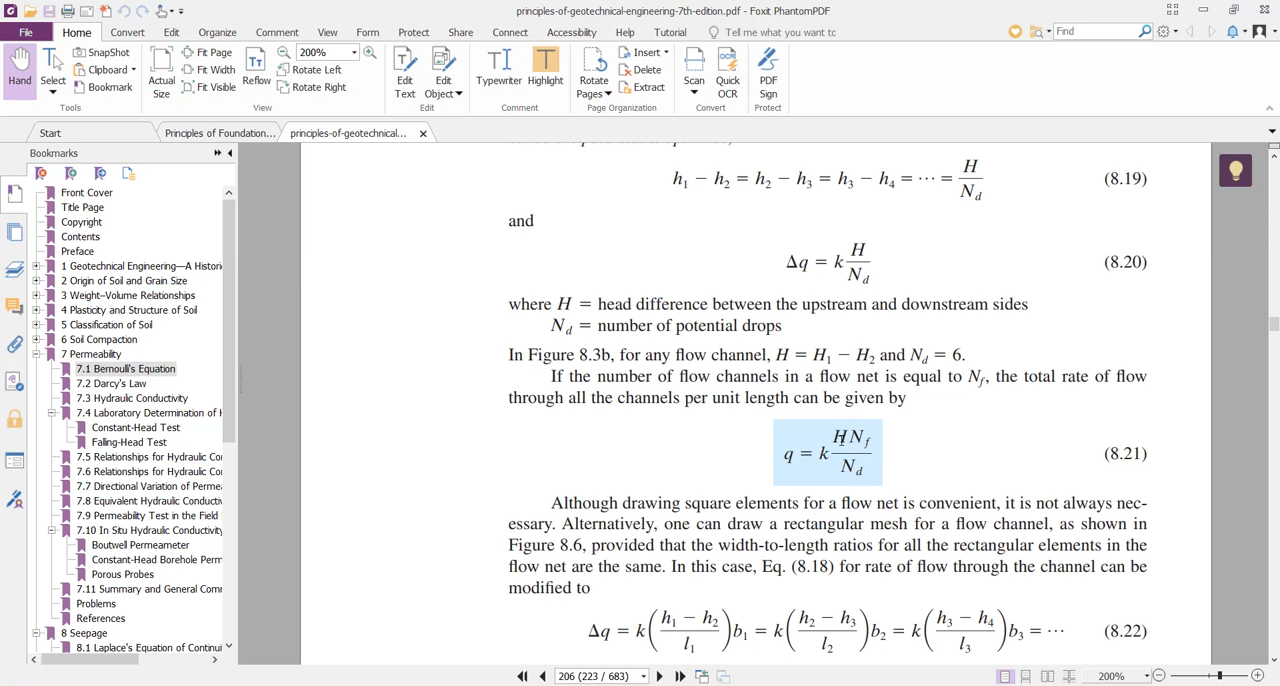 principles-of-geotechnical-engineering-7th-edition.pdf - Foxit PhantomPDF
File Home Convert Edit Organize Comment View Form Protect Share Connect Accessibility Help Tutorial Tell me what you want to do Find
Hand Select SnapShot Clipboard Bookmark
Actual Size Fit Page Fit Width Fit Visible Reflow 200% Rotate Left Rotate Right
Edit Text Edit Object Typewriter Highlight Rotate Pages Insert Delete Extract
Scan Quick OCR PDF Sign
Tools View Edit Comment Page Organization Convert Protect
Start Principles of Foundation... principles-of-geotechnical...
Bookmarks
Front Cover
Title Page
Copyright
Contents
Preface
1 Geotechnical Engineering—A Histori
2 Origin of Soil and Grain Size
3 Weight–Volume Relationships
4 Plasticity and Structure of Soil
5 Classification of Soil
6 Soil Compaction
7 Permeability
7.1 Bernoulli's Equation
7.2 Darcy's Law
7.3 Hydraulic Conductivity
7.4 Laboratory Determination of H
Constant-Head Test
Falling-Head Test
7.5 Relationships for Hydraulic Co
7.6 Relationships for Hydraulic Co
7.7 Directional Variation of Permea
7.8 Equivalent Hydraulic Conductiv
7.9 Permeability Test in the Field
7.10 In Situ Hydraulic Conductivity
Boutwell Permeameter
Constant-Head Borehole Perm
Porous Probes
7.11 Summary and General Comm
Problems
References
8 Seepage
8.1 Laplace's Equation of Continui
h₁ − h₂ = h₂ − h₃ = h₃ − h₄ = ⋯ = H/N_d (8.19)
and
Δq = k H/N_d (8.20)
where H = head difference between the upstream and downstream sides
N_d = number of potential drops
In Figure 8.3b, for any flow channel, H = H₁ − H₂ and N_d = 6.
If the number of flow channels in a flow net is equal to N_f, the total rate of flow
through all the channels per unit length can be given by
q = k HN_f/N_d (8.21)
Although drawing square elements for a flow net is convenient, it is not always nec-
essary. Alternatively, one can draw a rectangular mesh for a flow channel, as shown in
Figure 8.6, provided that the width-to-length ratios for all the rectangular elements in the
flow net are the same. In this case, Eq. (8.18) for rate of flow through the channel can be
modified to
Δq = k((h₁ − h₂)/l₁)b₁ = k((h₂ − h₃)/l₂)b₂ = k((h₃ − h₄)/l₃)b₃ = ⋯ (8.22)
206 (223 / 683) 200%